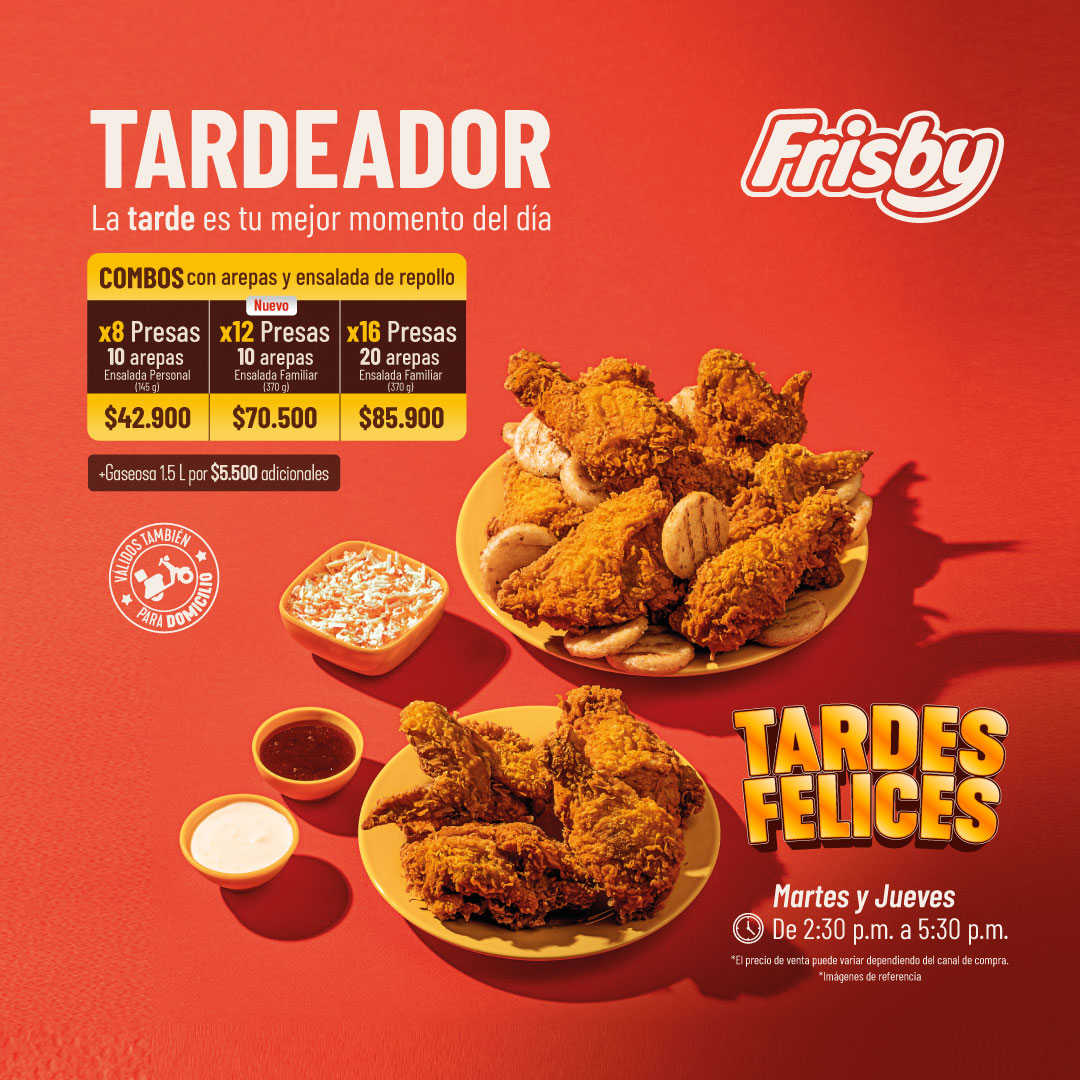 TARDEADOR
La tarde es tu mejor momento del día
Frisby
COMBOS con arepas y ensalada de repollo
x8 Presas
10 arepas
Ensalada Personal
(145 g)
$42.900
Nuevo
x12 Presas
10 arepas
Ensalada Familiar
(370 g)
$70.500
x16 Presas
20 arepas
Ensalada Familiar
(370 g)
$85.900
+Gaseosa 1.5 L por $5.500 adicionales
VÁLIDOS TAMBIÉN
PARA DOMICILIO
TARDES
FELICES
Martes y Jueves
De 2:30 p.m. a 5:30 p.m.
*El precio de venta puede variar dependiendo del canal de compra.
*Imágenes de referencia